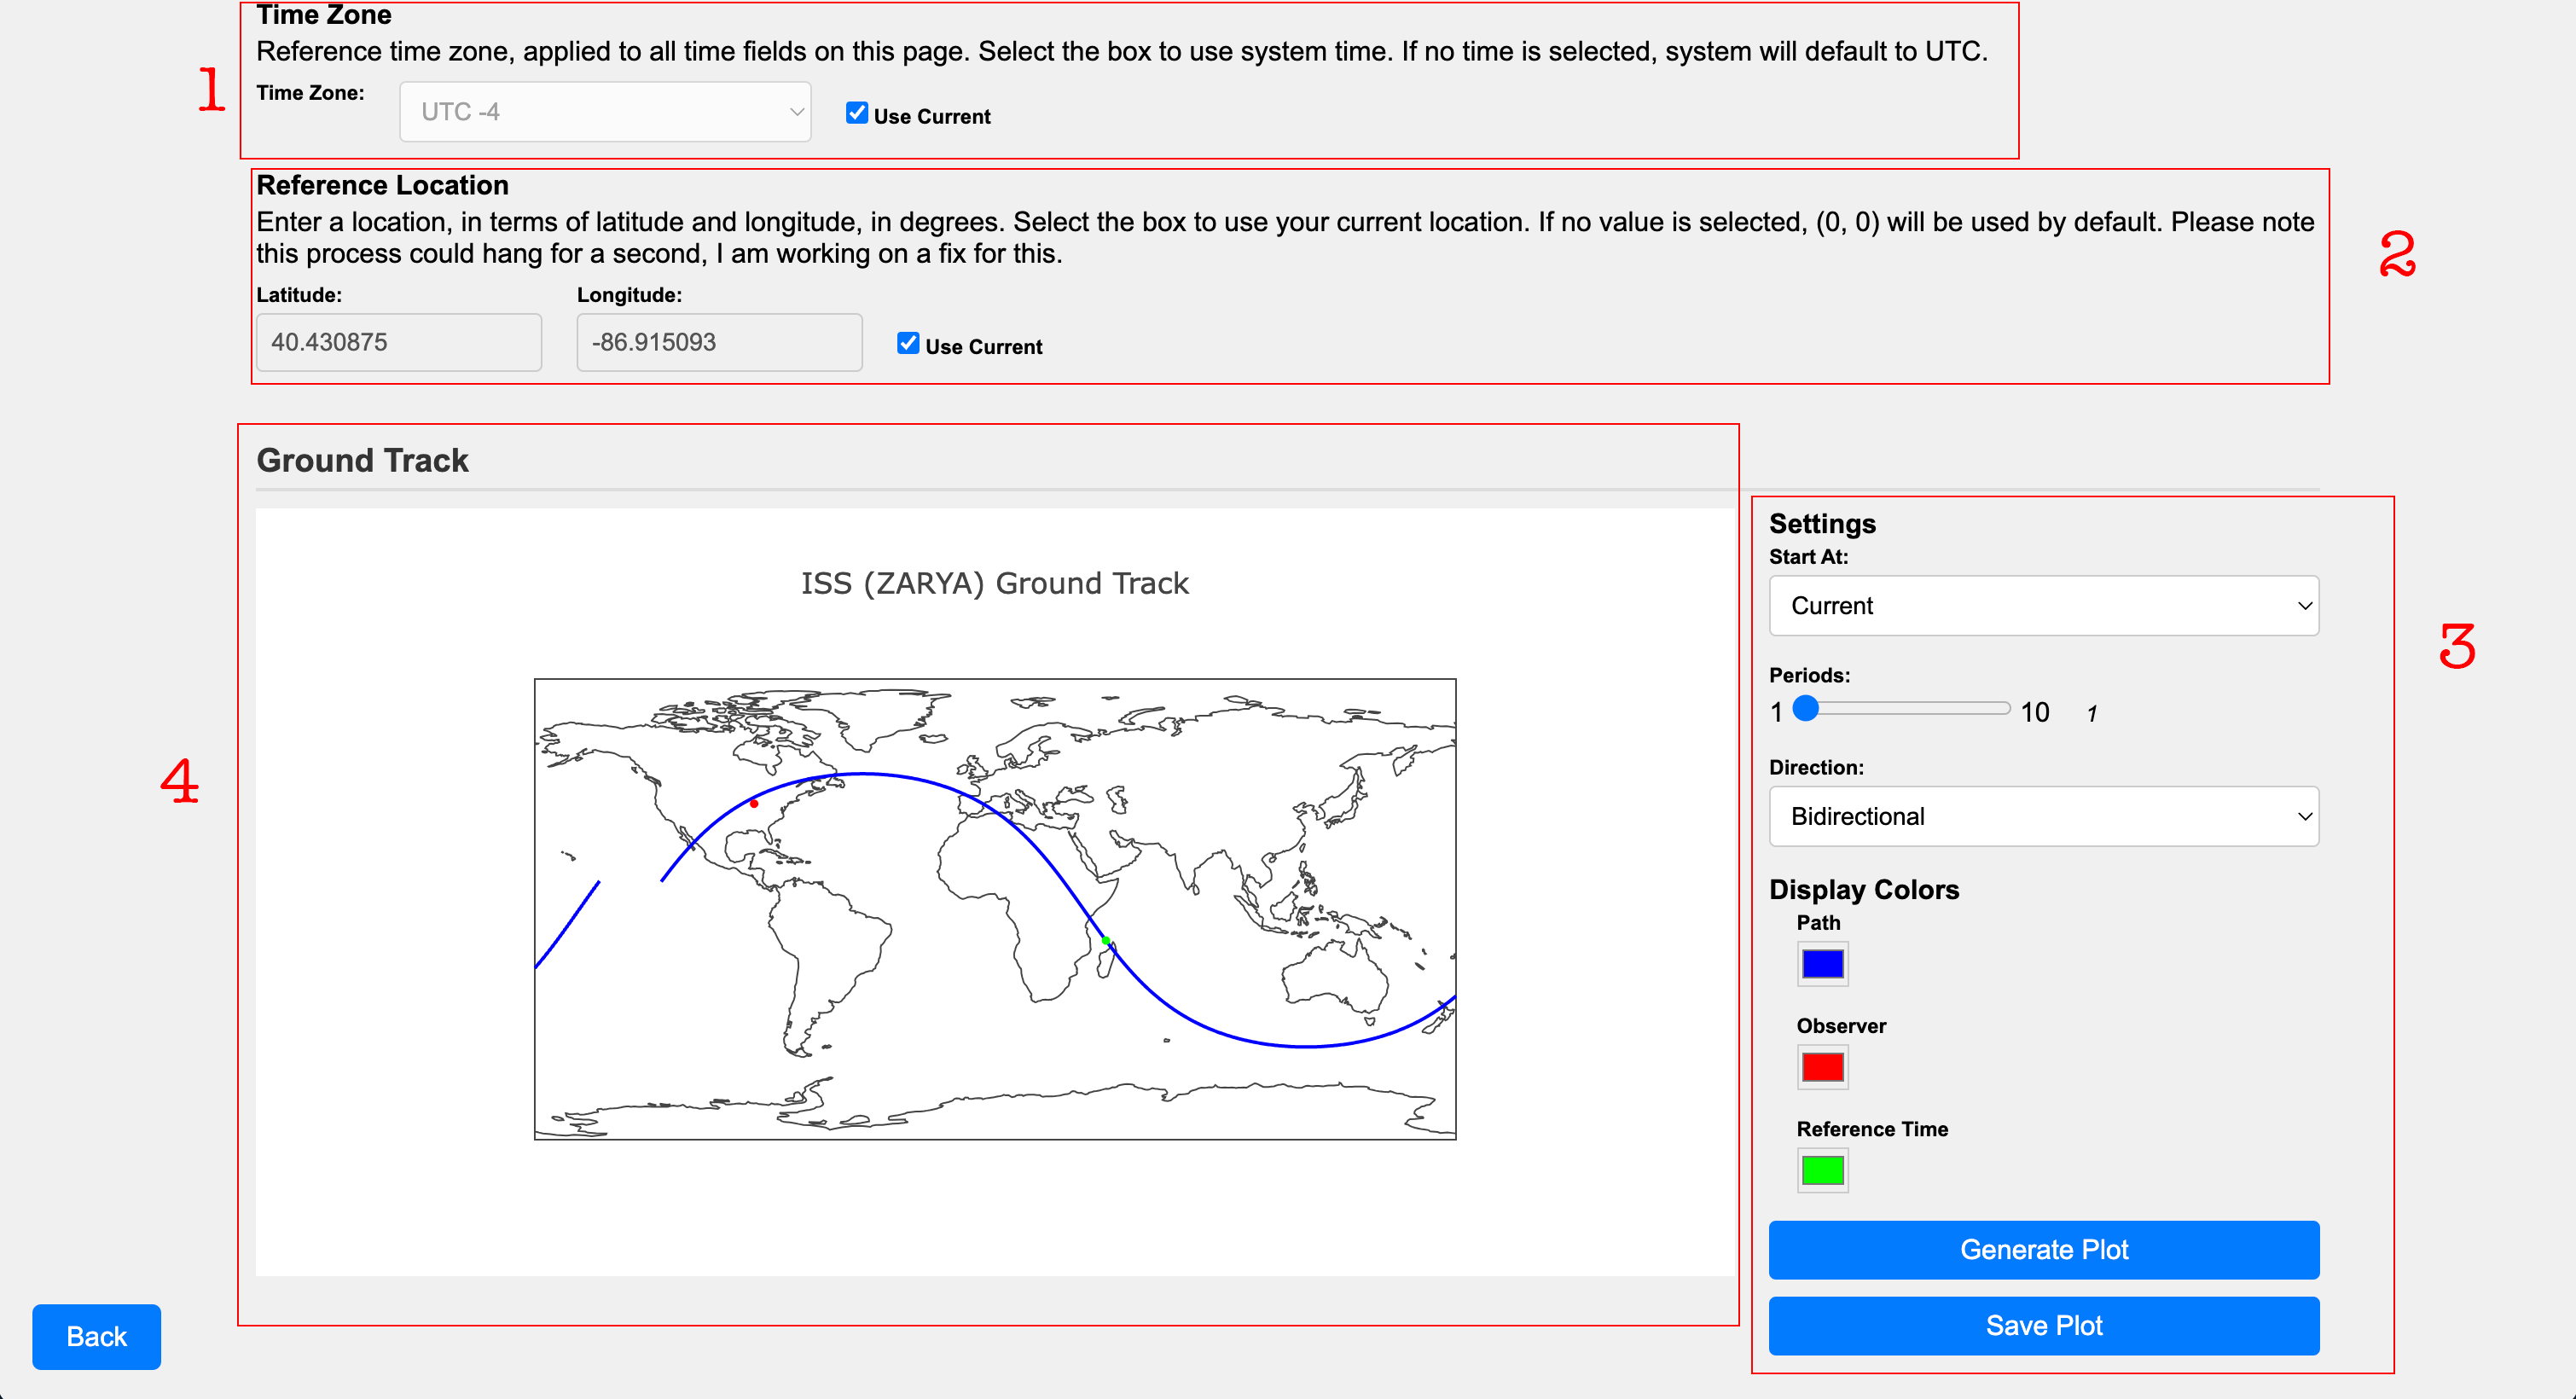 Time Zone
Reference time zone, applied to all time fields on this page. Select the box to use system time. If no time is selected, system will default to UTC.
1
Time Zone:
UTC -4
Use Current
Reference Location
Enter a location, in terms of latitude and longitude, in degrees. Select the box to use your current location. If no value is selected, (0, 0) will be used by default. Please note
this process could hang for a second, I am working on a fix for this.
2
Latitude:
Longitude:
40.430875
-86.915093
Use Current
Ground Track
ISS (ZARYA) Ground Track
4
Settings
Start At:
Current
3
Periods:
1
10
1
Direction:
Bidirectional
Display Colors
Path
Observer
Reference Time
Generate Plot
Save Plot
Back